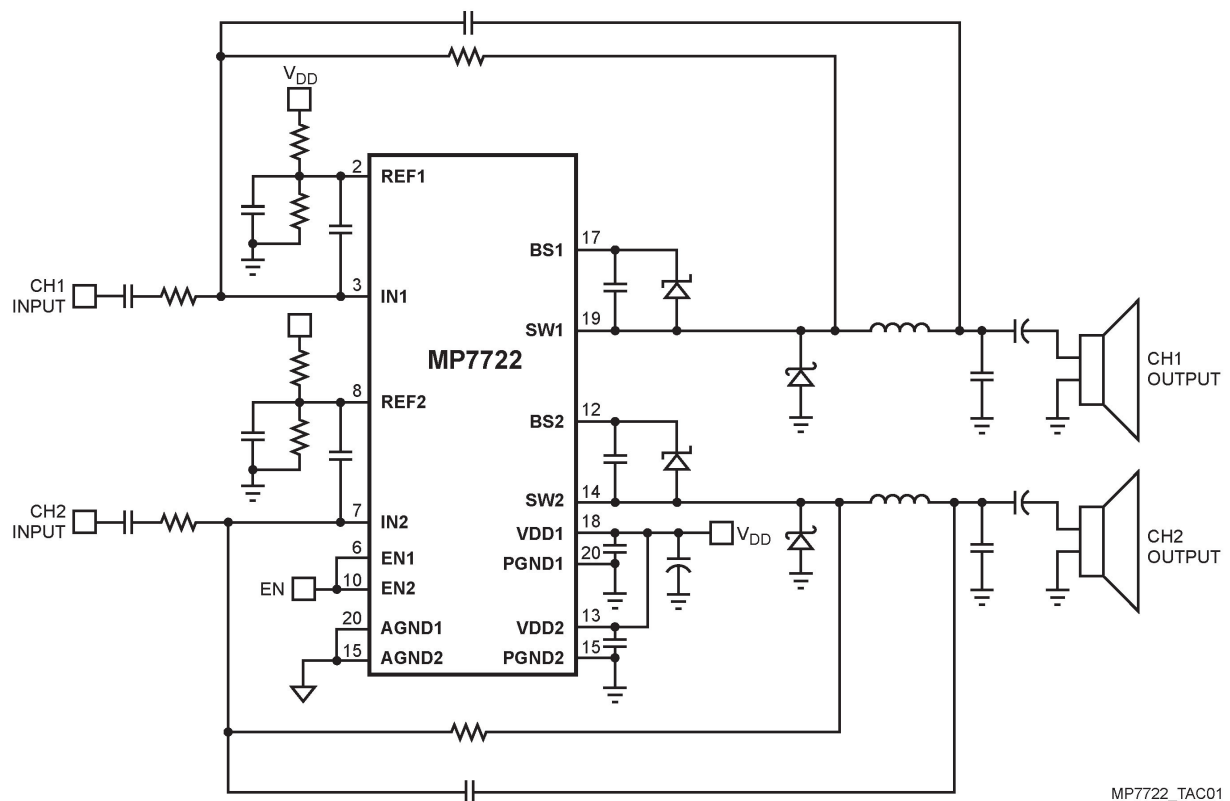 V_DD
2 REF1
BS1 17
CH1
INPUT
3 IN1
SW1 19
MP7722
CH1
OUTPUT
8 REF2
BS2 12
SW2 14
CH2
INPUT
7 IN2
VDD1 18
V_DD
6 EN1
PGND1 20
CH2
OUTPUT
EN
10 EN2
20 AGND1
VDD2 13
15 AGND2
PGND2 15
MP7722_TAC01